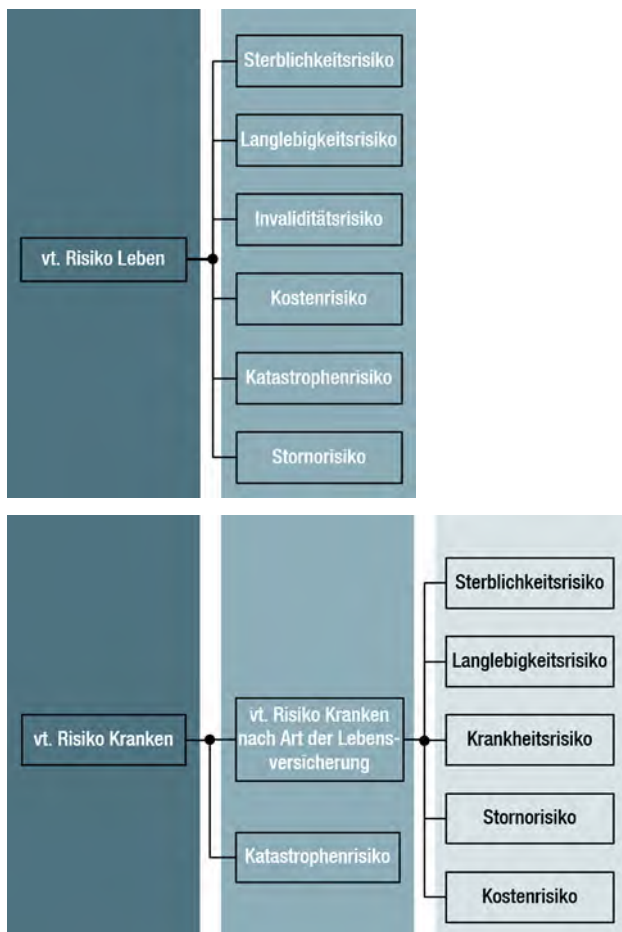 vt. Risiko Leben
Sterblichkeitsrisiko
Langlebigkeitsrisiko
Invaliditätsrisiko
Kostenrisiko
Katastrophenrisiko
Stornorisiko
vt. Risiko Kranken
vt. Risiko Kranken
nach Art der Lebens-
versicherung
Katastrophenrisiko
Sterblichkeitsrisiko
Langlebigkeitsrisiko
Krankheitsrisiko
Stornorisiko
Kostenrisiko